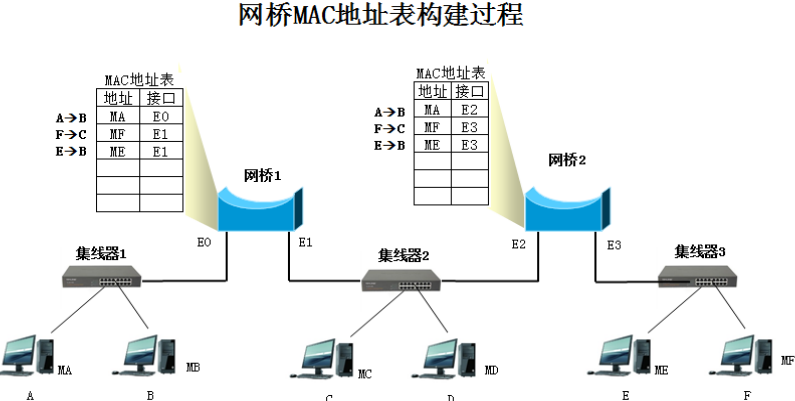 网桥MAC地址表构建过程
MAC地址表
地址 接口
A→B MA E0
F→C MF E1
E→B ME E1
网桥1
MAC地址表
地址 接口
A→B MA E2
F→C MF E3
E→B ME E3
网桥2
E0 E1 E2 E3
集线器1 集线器2 集线器3
MA MB MC MD ME MF
A B C D E F